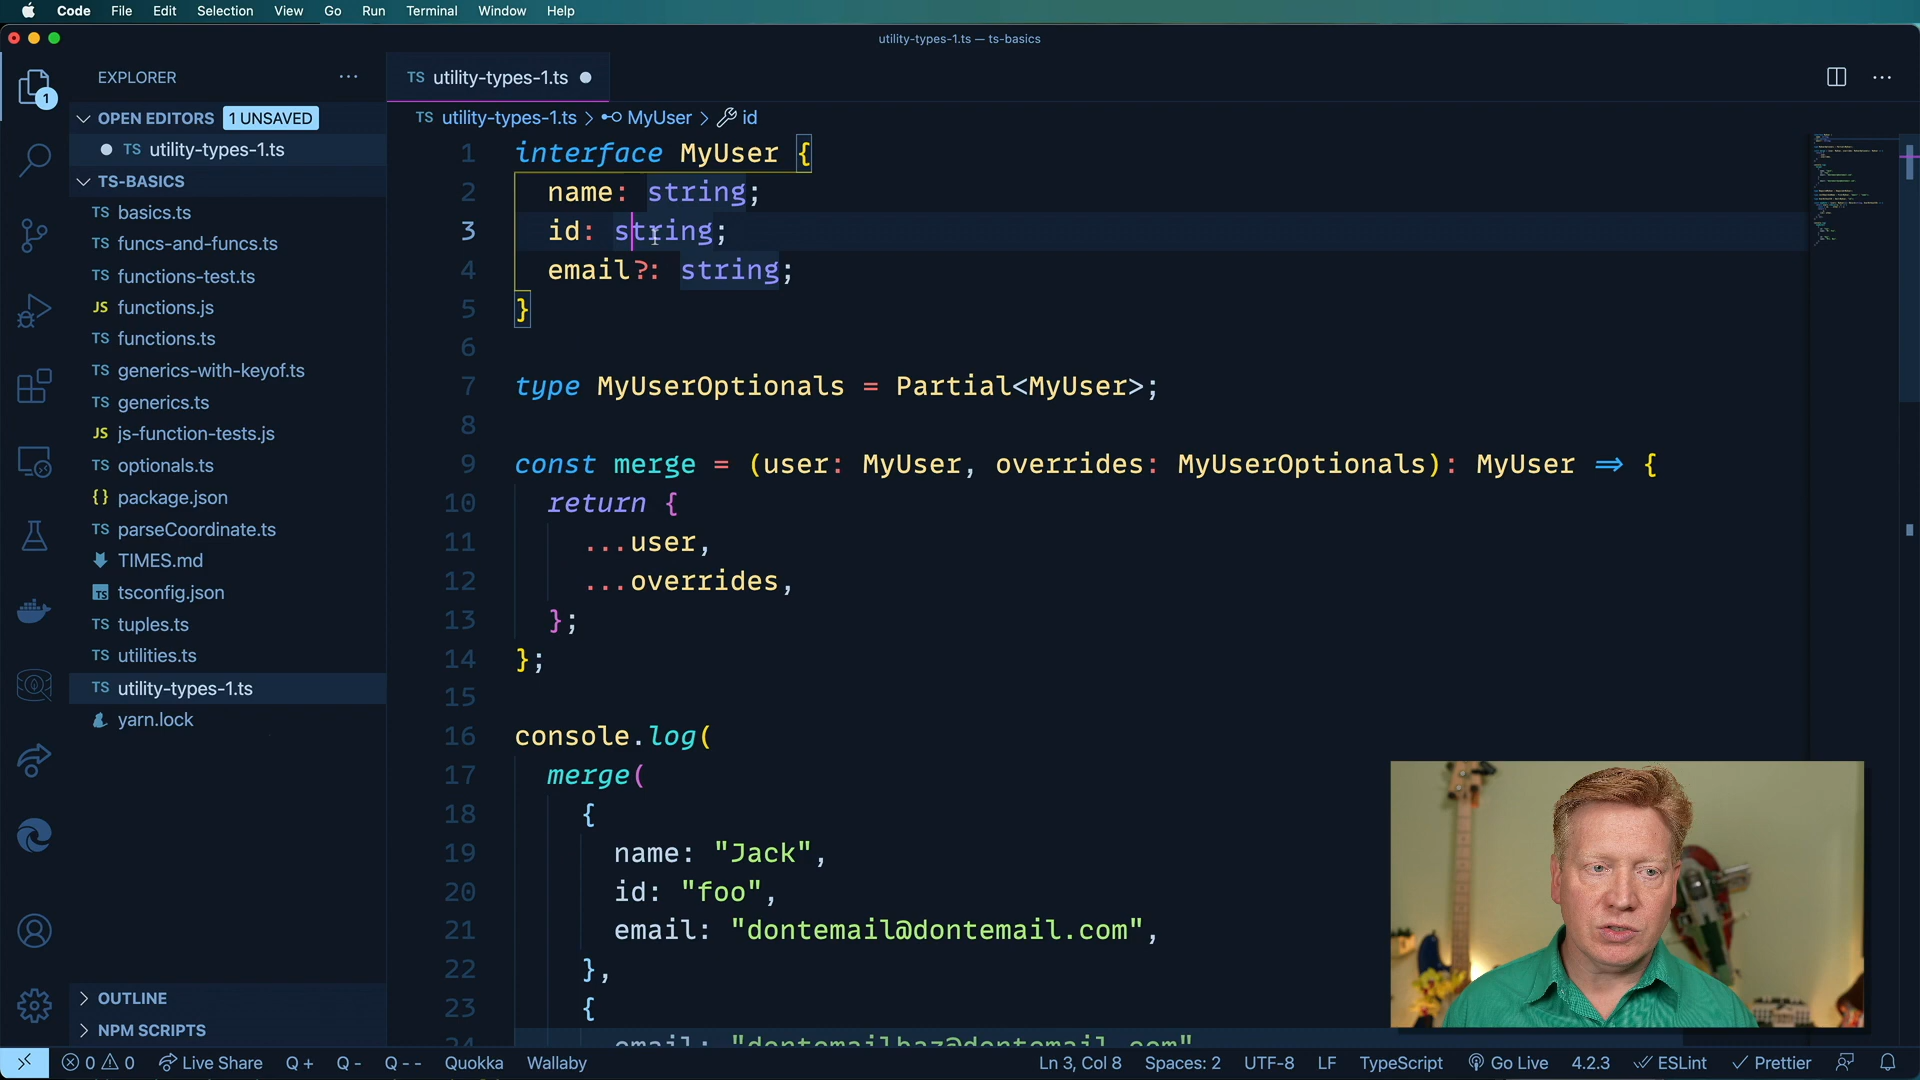 Code File Edit Selection View Go Run Terminal Window Help
utility-types-1.ts — ts-basics
EXPLORER ···
1
OPEN EDITORS 1 UNSAVED
TS utility-types-1.ts
TS-BASICS
TS basics.ts
TS funcs-and-funcs.ts
TS functions-test.ts
JS functions.js
TS functions.ts
TS generics-with-keyof.ts
TS generics.ts
JS js-function-tests.js
TS optionals.ts
{} package.json
TS parseCoordinate.ts
TIMES.md
TS tsconfig.json
TS tuples.ts
TS utilities.ts
TS utility-types-1.ts
yarn.lock
OUTLINE
NPM SCRIPTS
TS utility-types-1.ts
TS utility-types-1.ts > MyUser > id
1 interface MyUser {
2 name: string;
3 id: string;
4 email?: string;
5 }
6
7 type MyUserOptionals = Partial<MyUser>;
8
9 const merge = (user: MyUser, overrides: MyUserOptionals): MyUser => {
10 return {
11 ...user,
12 ...overrides,
13 };
14 };
15
16 console.log(
17 merge(
18 {
19 name: "Jack",
20 id: "foo",
21 email: "dontemail@dontemail.com",
22 },
23 {
24 email: "dontemailbaz@dontemail.com"
0 0 Live Share Q + Q - Q - - Quokka Wallaby Ln 3, Col 8 Spaces: 2 UTF-8 LF TypeScript Go Live 4.2.3 ESLint Prettier